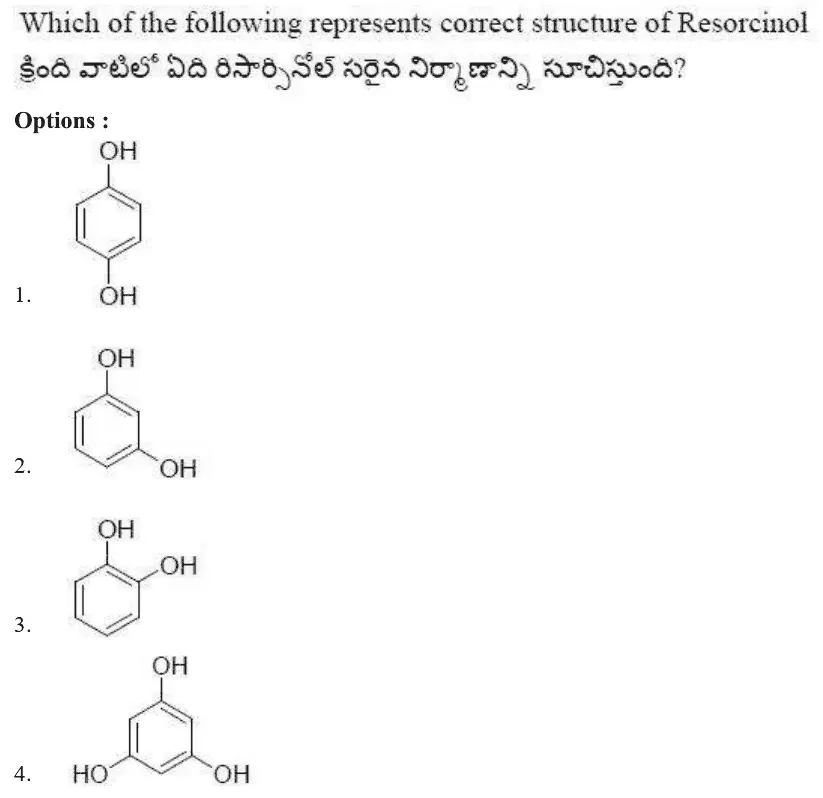 Which of the following represents correct structure of Resorcinol
క్రింది వాటిలో ఏది రిసార్సినోల్ సరైన నిర్మాణాన్ని సూచిస్తుంది?
Options :
OH
1. OH
OH
2. OH
OH
OH
3.
OH
4. HO OH